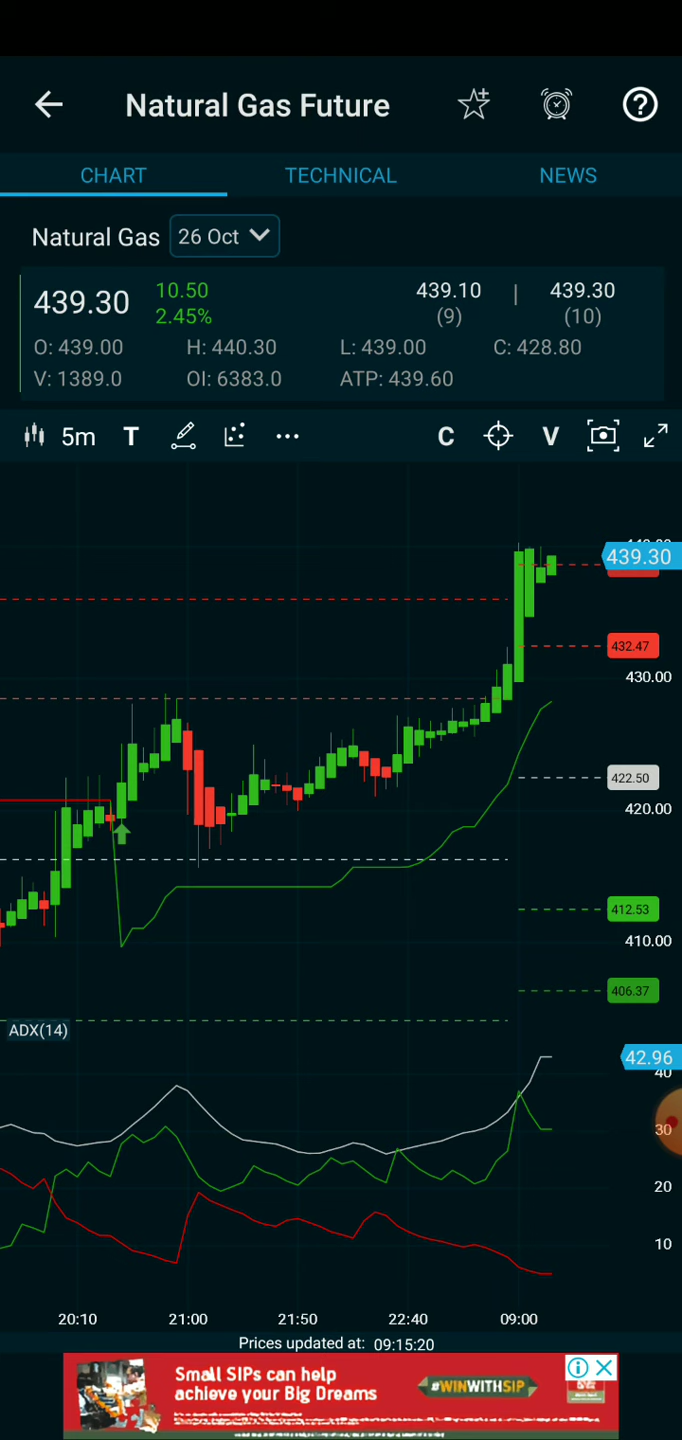 Natural Gas Future
CHART TECHNICAL NEWS
Natural Gas 26 Oct
439.30 10.50 439.10 | 439.30
2.45% (9) (10)
O: 439.00 H: 440.30 L: 439.00 C: 428.80
V: 1389.0 OI: 6383.0 ATP: 439.60
5m T C V
439.30
432.47
430.00
422.50
420.00
412.53
410.00
406.37
ADX(14)
42.96
40
30
20
10
20:10 21:00 21:50 22:40 09:00
Prices updated at: 09:15:20
Small SIPs can help
achieve your Big Dreams
#WINWITHSIP